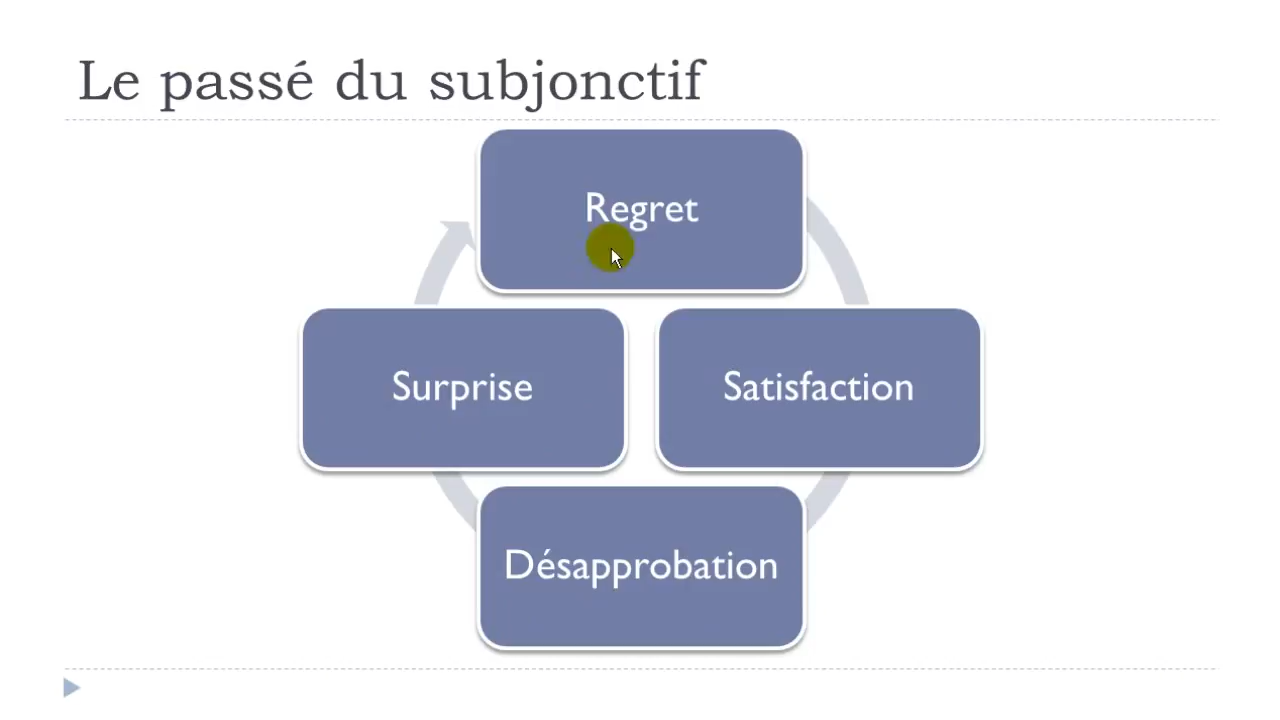 Le passé du subjonctif
Regret
Surprise
Satisfaction
Désapprobation